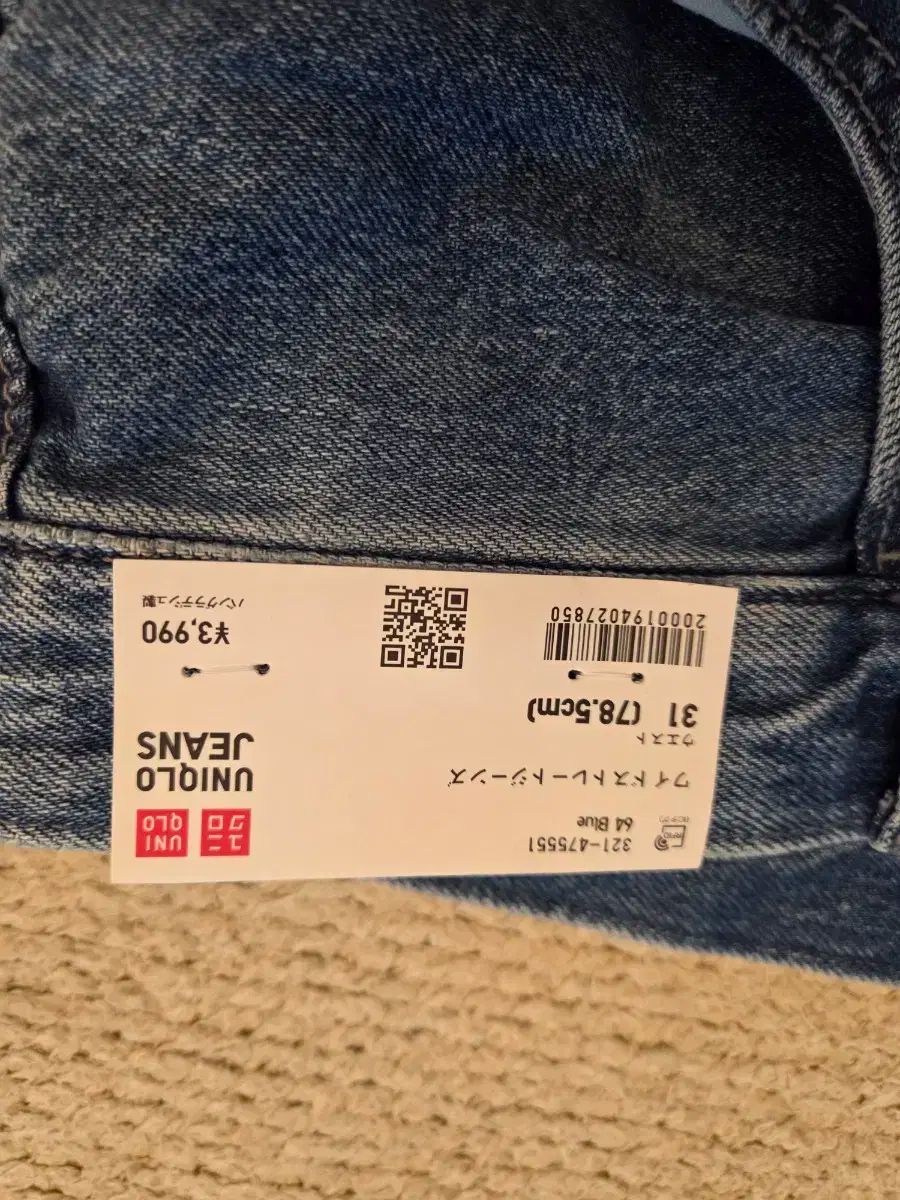 321-475551
64 Blue
RFID
ワイドストレートジーンズ
ウエスト
31 (78.5cm)
2000194027850
ユニ
クロ
UNI
QLO
UNIQLO
JEANS
¥3,990
バングラデシュ製